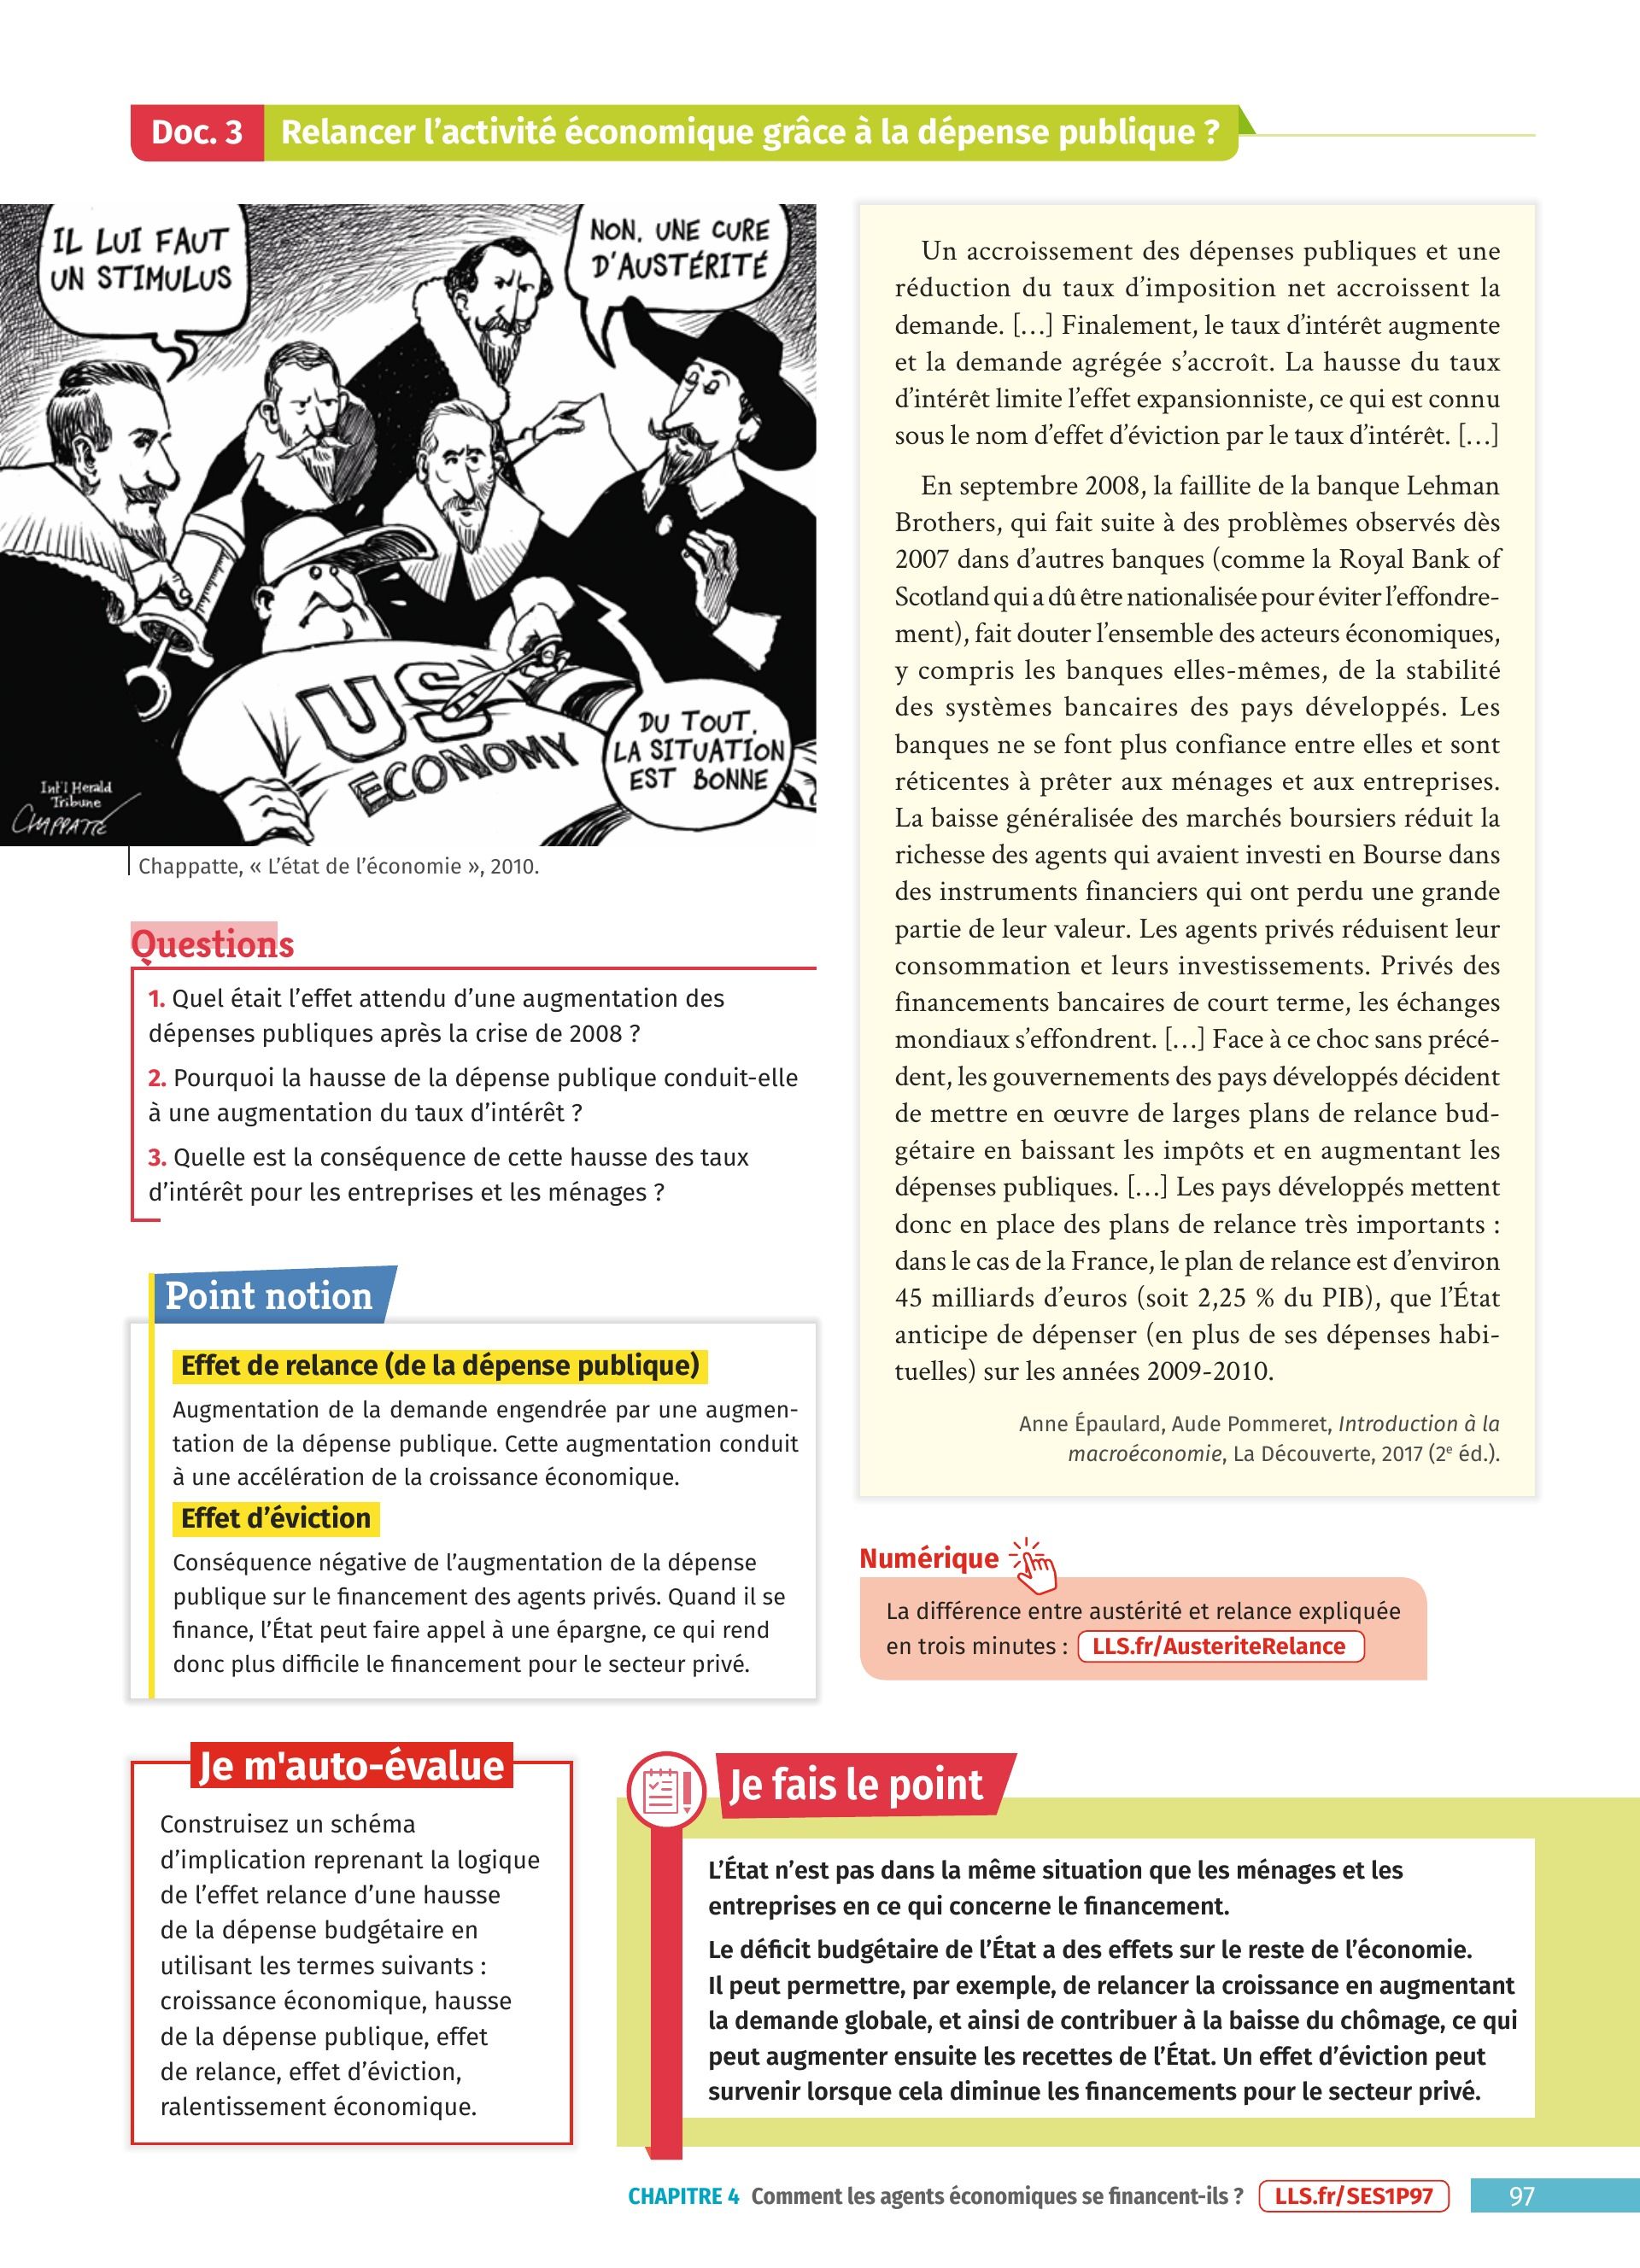 Doc. 3 Relancer l’activité économique grâce à la dépense publique ?
IL LUI FAUT
UN STIMULUS
NON, UNE CURE
D'AUSTÉRITÉ
US
ECONOMY
DU TOUT,
LA SITUATION
EST BONNE
Int'l Herald
Tribune
CHAPPATTE
Chappatte, « L’état de l’économie », 2010.
Questions
1. Quel était l’effet attendu d’une augmentation des
dépenses publiques après la crise de 2008 ?
2. Pourquoi la hausse de la dépense publique conduit-elle
à une augmentation du taux d’intérêt ?
3. Quelle est la conséquence de cette hausse des taux
d’intérêt pour les entreprises et les ménages ?
Point notion
Effet de relance (de la dépense publique)
Augmentation de la demande engendrée par une augmen-
tation de la dépense publique. Cette augmentation conduit
à une accélération de la croissance économique.
Effet d’éviction
Conséquence négative de l’augmentation de la dépense
publique sur le financement des agents privés. Quand il se
finance, l’État peut faire appel à une épargne, ce qui rend
donc plus difficile le financement pour le secteur privé.
Un accroissement des dépenses publiques et une
réduction du taux d’imposition net accroissent la
demande. […] Finalement, le taux d’intérêt augmente
et la demande agrégée s’accroît. La hausse du taux
d’intérêt limite l’effet expansionniste, ce qui est connu
sous le nom d’effet d’éviction par le taux d’intérêt. […]
En septembre 2008, la faillite de la banque Lehman
Brothers, qui fait suite à des problèmes observés dès
2007 dans d’autres banques (comme la Royal Bank of
Scotland qui a dû être nationalisée pour éviter l’effondre-
ment), fait douter l’ensemble des acteurs économiques,
y compris les banques elles-mêmes, de la stabilité
des systèmes bancaires des pays développés. Les
banques ne se font plus confiance entre elles et sont
réticentes à prêter aux ménages et aux entreprises.
La baisse généralisée des marchés boursiers réduit la
richesse des agents qui avaient investi en Bourse dans
des instruments financiers qui ont perdu une grande
partie de leur valeur. Les agents privés réduisent leur
consommation et leurs investissements. Privés des
financements bancaires de court terme, les échanges
mondiaux s’effondrent. […] Face à ce choc sans précé-
dent, les gouvernements des pays développés décident
de mettre en œuvre de larges plans de relance bud-
gétaire en baissant les impôts et en augmentant les
dépenses publiques. […] Les pays développés mettent
donc en place des plans de relance très importants :
dans le cas de la France, le plan de relance est d’environ
45 milliards d’euros (soit 2,25 % du PIB), que l’État
anticipe de dépenser (en plus de ses dépenses habi-
tuelles) sur les années 2009-2010.
Anne Épaulard, Aude Pommeret, Introduction à la
macroéconomie, La Découverte, 2017 (2e éd.).
Numérique
La différence entre austérité et relance expliquée
en trois minutes : LLS.fr/AusteriteRelance
Je m'auto-évalue
Construisez un schéma
d’implication reprenant la logique
de l’effet relance d’une hausse
de la dépense budgétaire en
utilisant les termes suivants :
croissance économique, hausse
de la dépense publique, effet
de relance, effet d’éviction,
ralentissement économique.
Je fais le point
L’État n’est pas dans la même situation que les ménages et les
entreprises en ce qui concerne le financement.
Le déficit budgétaire de l’État a des effets sur le reste de l’économie.
Il peut permettre, par exemple, de relancer la croissance en augmentant
la demande globale, et ainsi de contribuer à la baisse du chômage, ce qui
peut augmenter ensuite les recettes de l’État. Un effet d’éviction peut
survenir lorsque cela diminue les financements pour le secteur privé.
CHAPITRE 4 Comment les agents économiques se financent-ils ? LLS.fr/SES1P97 97